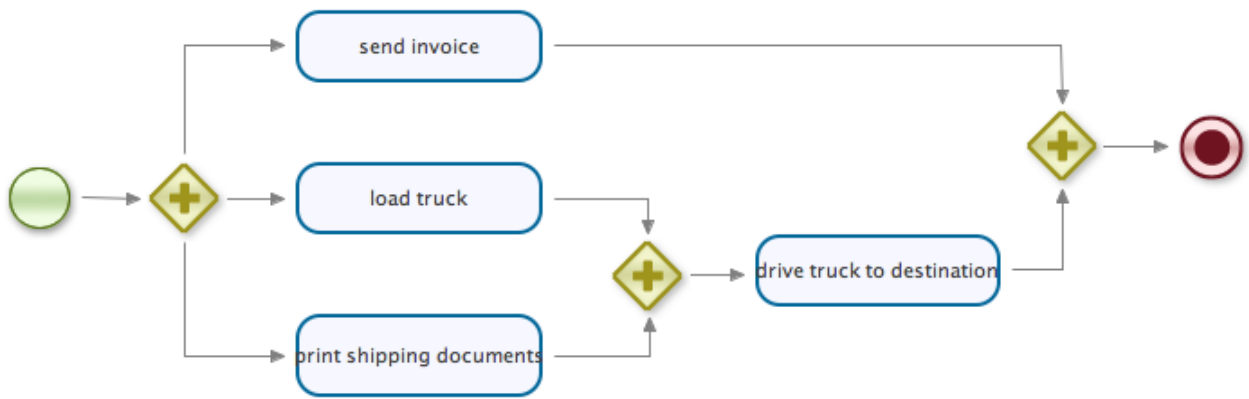 send invoice
load truck
drive truck to destination
print shipping documents